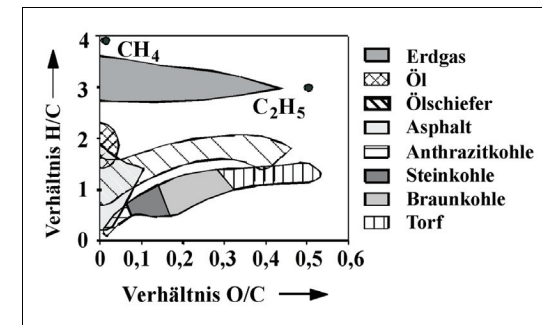 Verhältnis H/C
4
3
2
1
0
CH4
C2H5
0 0,1 0,2 0,3 0,4 0,5 0,6
Verhältnis O/C
Erdgas
Öl
Ölschiefer
Asphalt
Anthrazitkohle
Steinkohle
Braunkohle
Torf